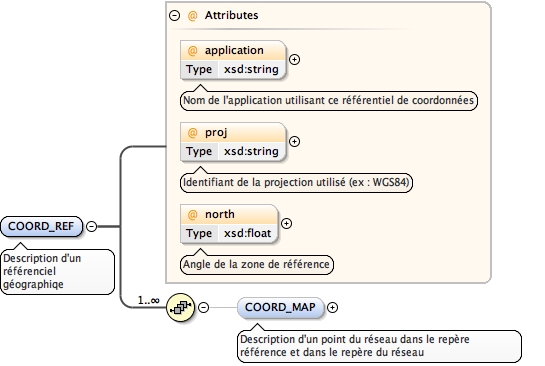 @ Attributes
@ application
Type xsd:string
Nom de l'application utilisant ce référentiel de coordonnées
@ proj
Type xsd:string
Identifiant de la projection utilisé (ex : WGS84)
@ north
Type xsd:float
Angle de la zone de référence
COORD_REF
Description d'un
référenciel
géographiqe
1..∞
COORD_MAP
Description d'un point du réseau dans le repère
référence et dans le repère du réseau